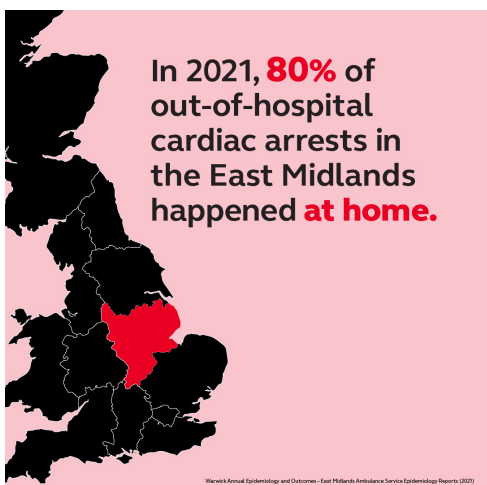 In 2021, 80% of
out-of-hospital
cardiac arrests in
the East Midlands
happened at home.
Warwick Annual Epidemiology and Outcomes – East Midlands Ambulance Service Epidemiology Reports (2021)